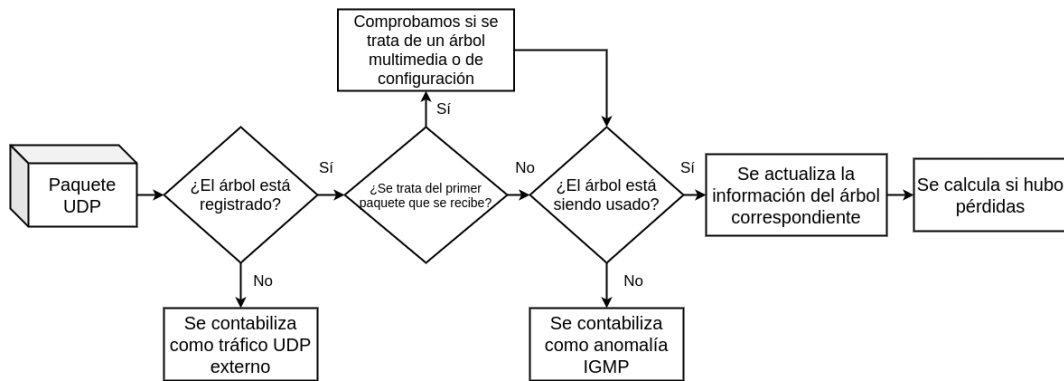 Comprobamos si se
trata de un árbol
multimedia o de
configuración
Sí
Paquete
UDP
¿El árbol está
registrado?
Sí
¿Se trata del primer
paquete que se recibe?
No
¿El árbol está
siendo usado?
Sí
Se actualiza la
información del árbol
correspondiente
Se calcula si hubo
pérdidas
No
No
Se contabiliza
como tráfico UDP
externo
Se contabiliza
como anomalía
IGMP